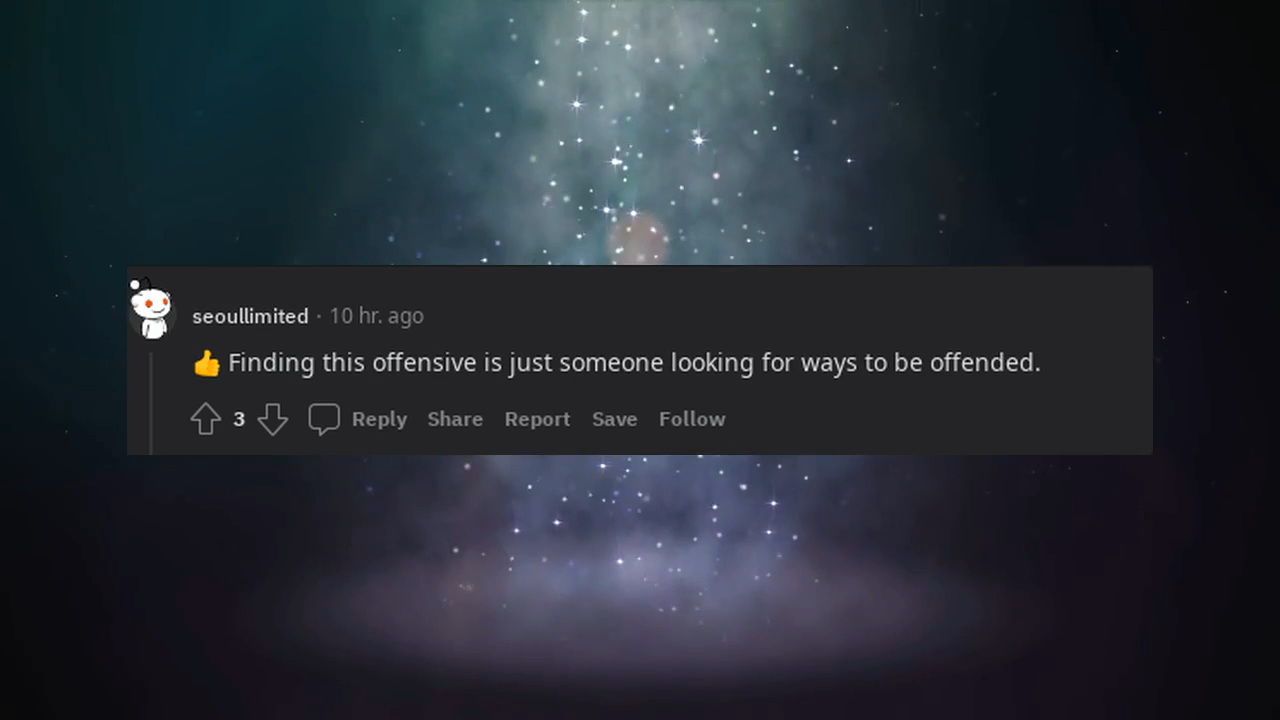 seoullimited · 10 hr. ago
👍 Finding this offensive is just someone looking for ways to be offended.
3 Reply Share Report Save Follow